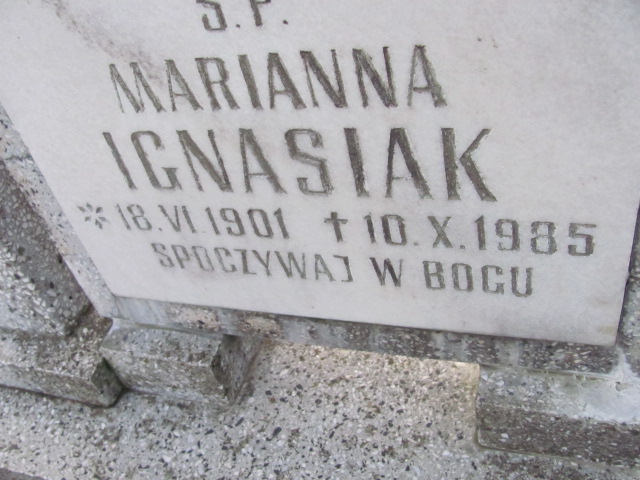 Ś.P.
MARIANNA
IGNASIAK
* 18.VI.1901 ✝ 10.X.1985
SPOCZYWAJ W BOGU